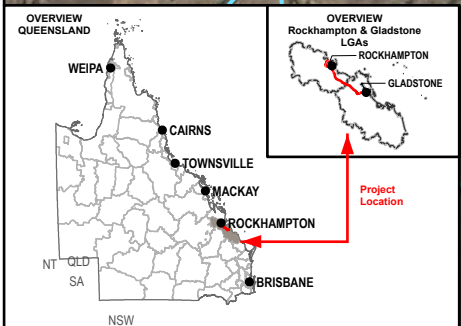 OVERVIEW
QUEENSLAND
WEIPA
CAIRNS
TOWNSVILLE
MACKAY
ROCKHAMPTON
BRISBANE
NT
QLD
SA
NSW
OVERVIEW
Rockhampton & Gladstone
LGAs
ROCKHAMPTON
GLADSTONE
Project
Location